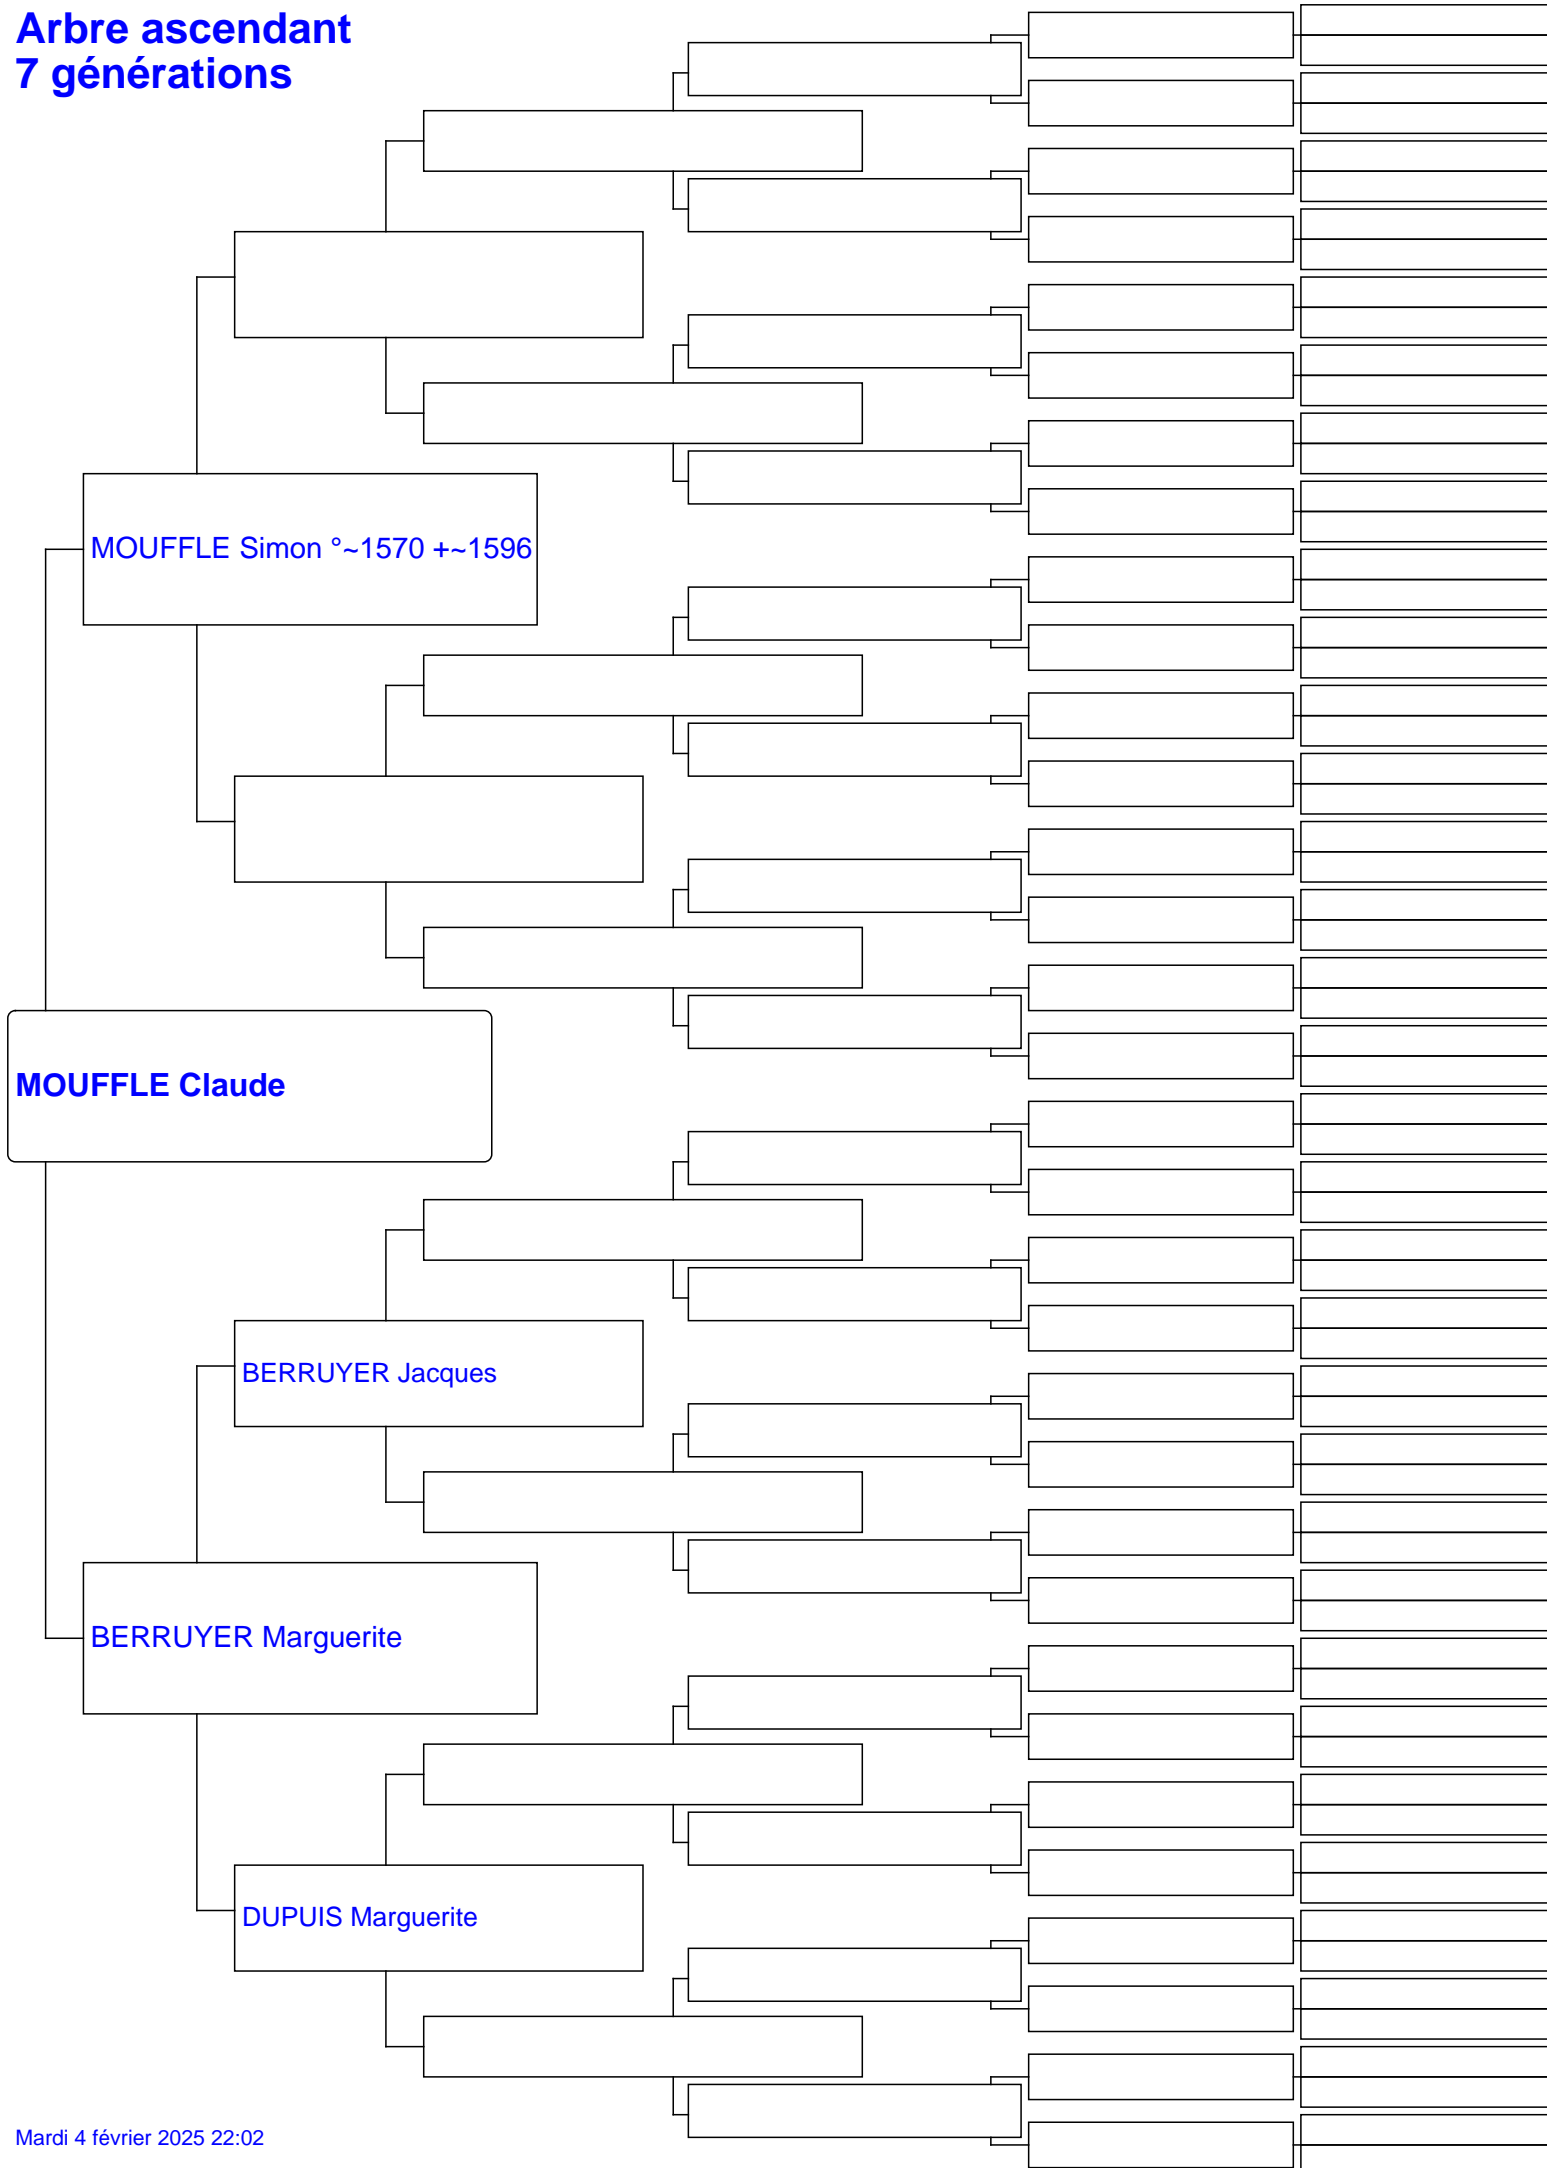 Arbre ascendant
7 générations
MOUFFLE Simon °~1570 +~1596
MOUFFLE Claude
BERRUYER Jacques
BERRUYER Marguerite
DUPUIS Marguerite
Mardi 4 février 2025 22:02